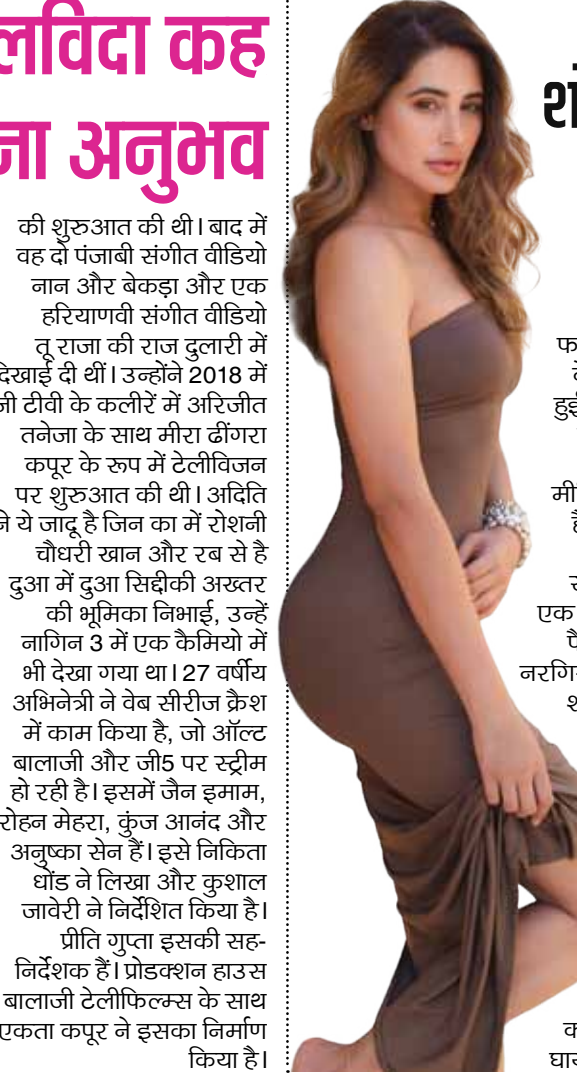 कह
अनुभव
की शुरुआत की थी। बाद में
वह दो पंजाबी संगीत वीडियो
नान और बेकड़ा और एक
हरियाणवी संगीत वीडियो
तू राजा की राज दुलारी में
दिखाई दी थीं। उन्होंने 2018 में
टीवी के कलीरें में अरिजीत
तनेजा के साथ मीरा ढींगरा
कपूर के रूप में टेलीविजन
पर शुरुआत की थी। अदिति
ने ये जादू है जिन का में रोशनी
चौधरी खान और रब से है
दुआ में दुआ सिद्दीकी अख्तर
की भूमिका निभाई, उन्हें
नागिन 3 में एक कैमियो में
भी देखा गया था। 27 वर्षीय
अभिनेत्री ने वेब सीरीज क्रैश
में काम किया है, जो ऑल्ट
बालाजी और जी5 पर स्ट्रीम
हो रही है। इसमें जैन इमाम,
रोहन मेहरा, कुंज आनंद और
अनुष्का सेन हैं। इसे निकिता
धोंड ने लिखा और कुशाल
जावेरी ने निर्देशित किया है।
प्रीति गुप्ता इसकी सह-
निर्देशक हैं। प्रोडक्शन हाउस
बालाजी टेलीफिल्म्स के साथ
एकता कपूर ने इसका निर्माण
किया है।
एक